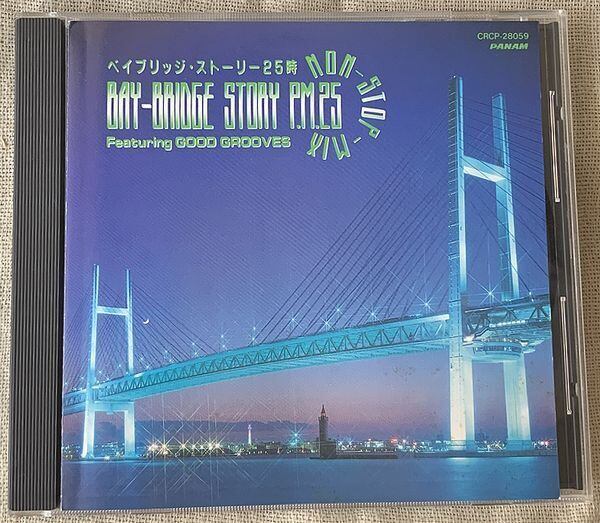 CRCP-28059
PANAM
ベイブリッジ・ストーリー25時
BAY-BRIDGE STORY P.M.25
NON-STOP-MIX
Featuring GOOD GROOVES